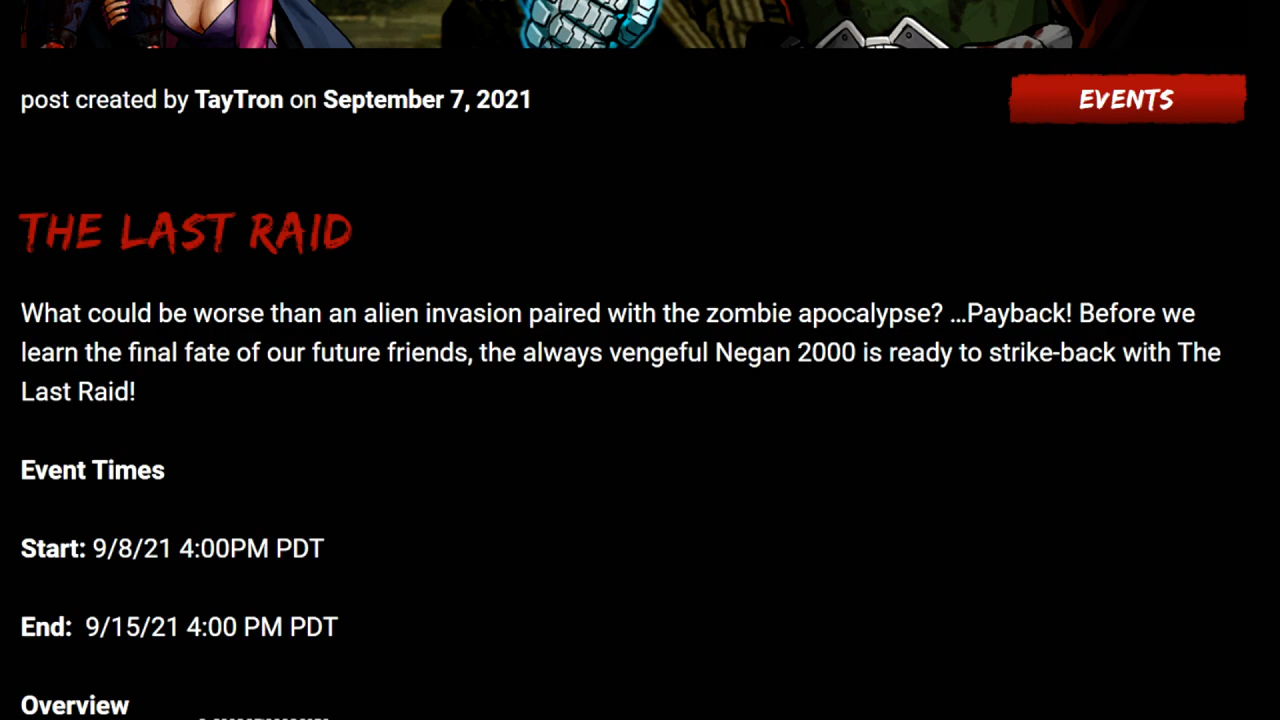 post created by TayTron on September 7, 2021
EVENTS
THE LAST RAID
What could be worse than an alien invasion paired with the zombie apocalypse? ...Payback! Before we
learn the final fate of our future friends, the always vengeful Negan 2000 is ready to strike-back with The
Last Raid!
Event Times
Start: 9/8/21 4:00PM PDT
End: 9/15/21 4:00 PM PDT
Overview